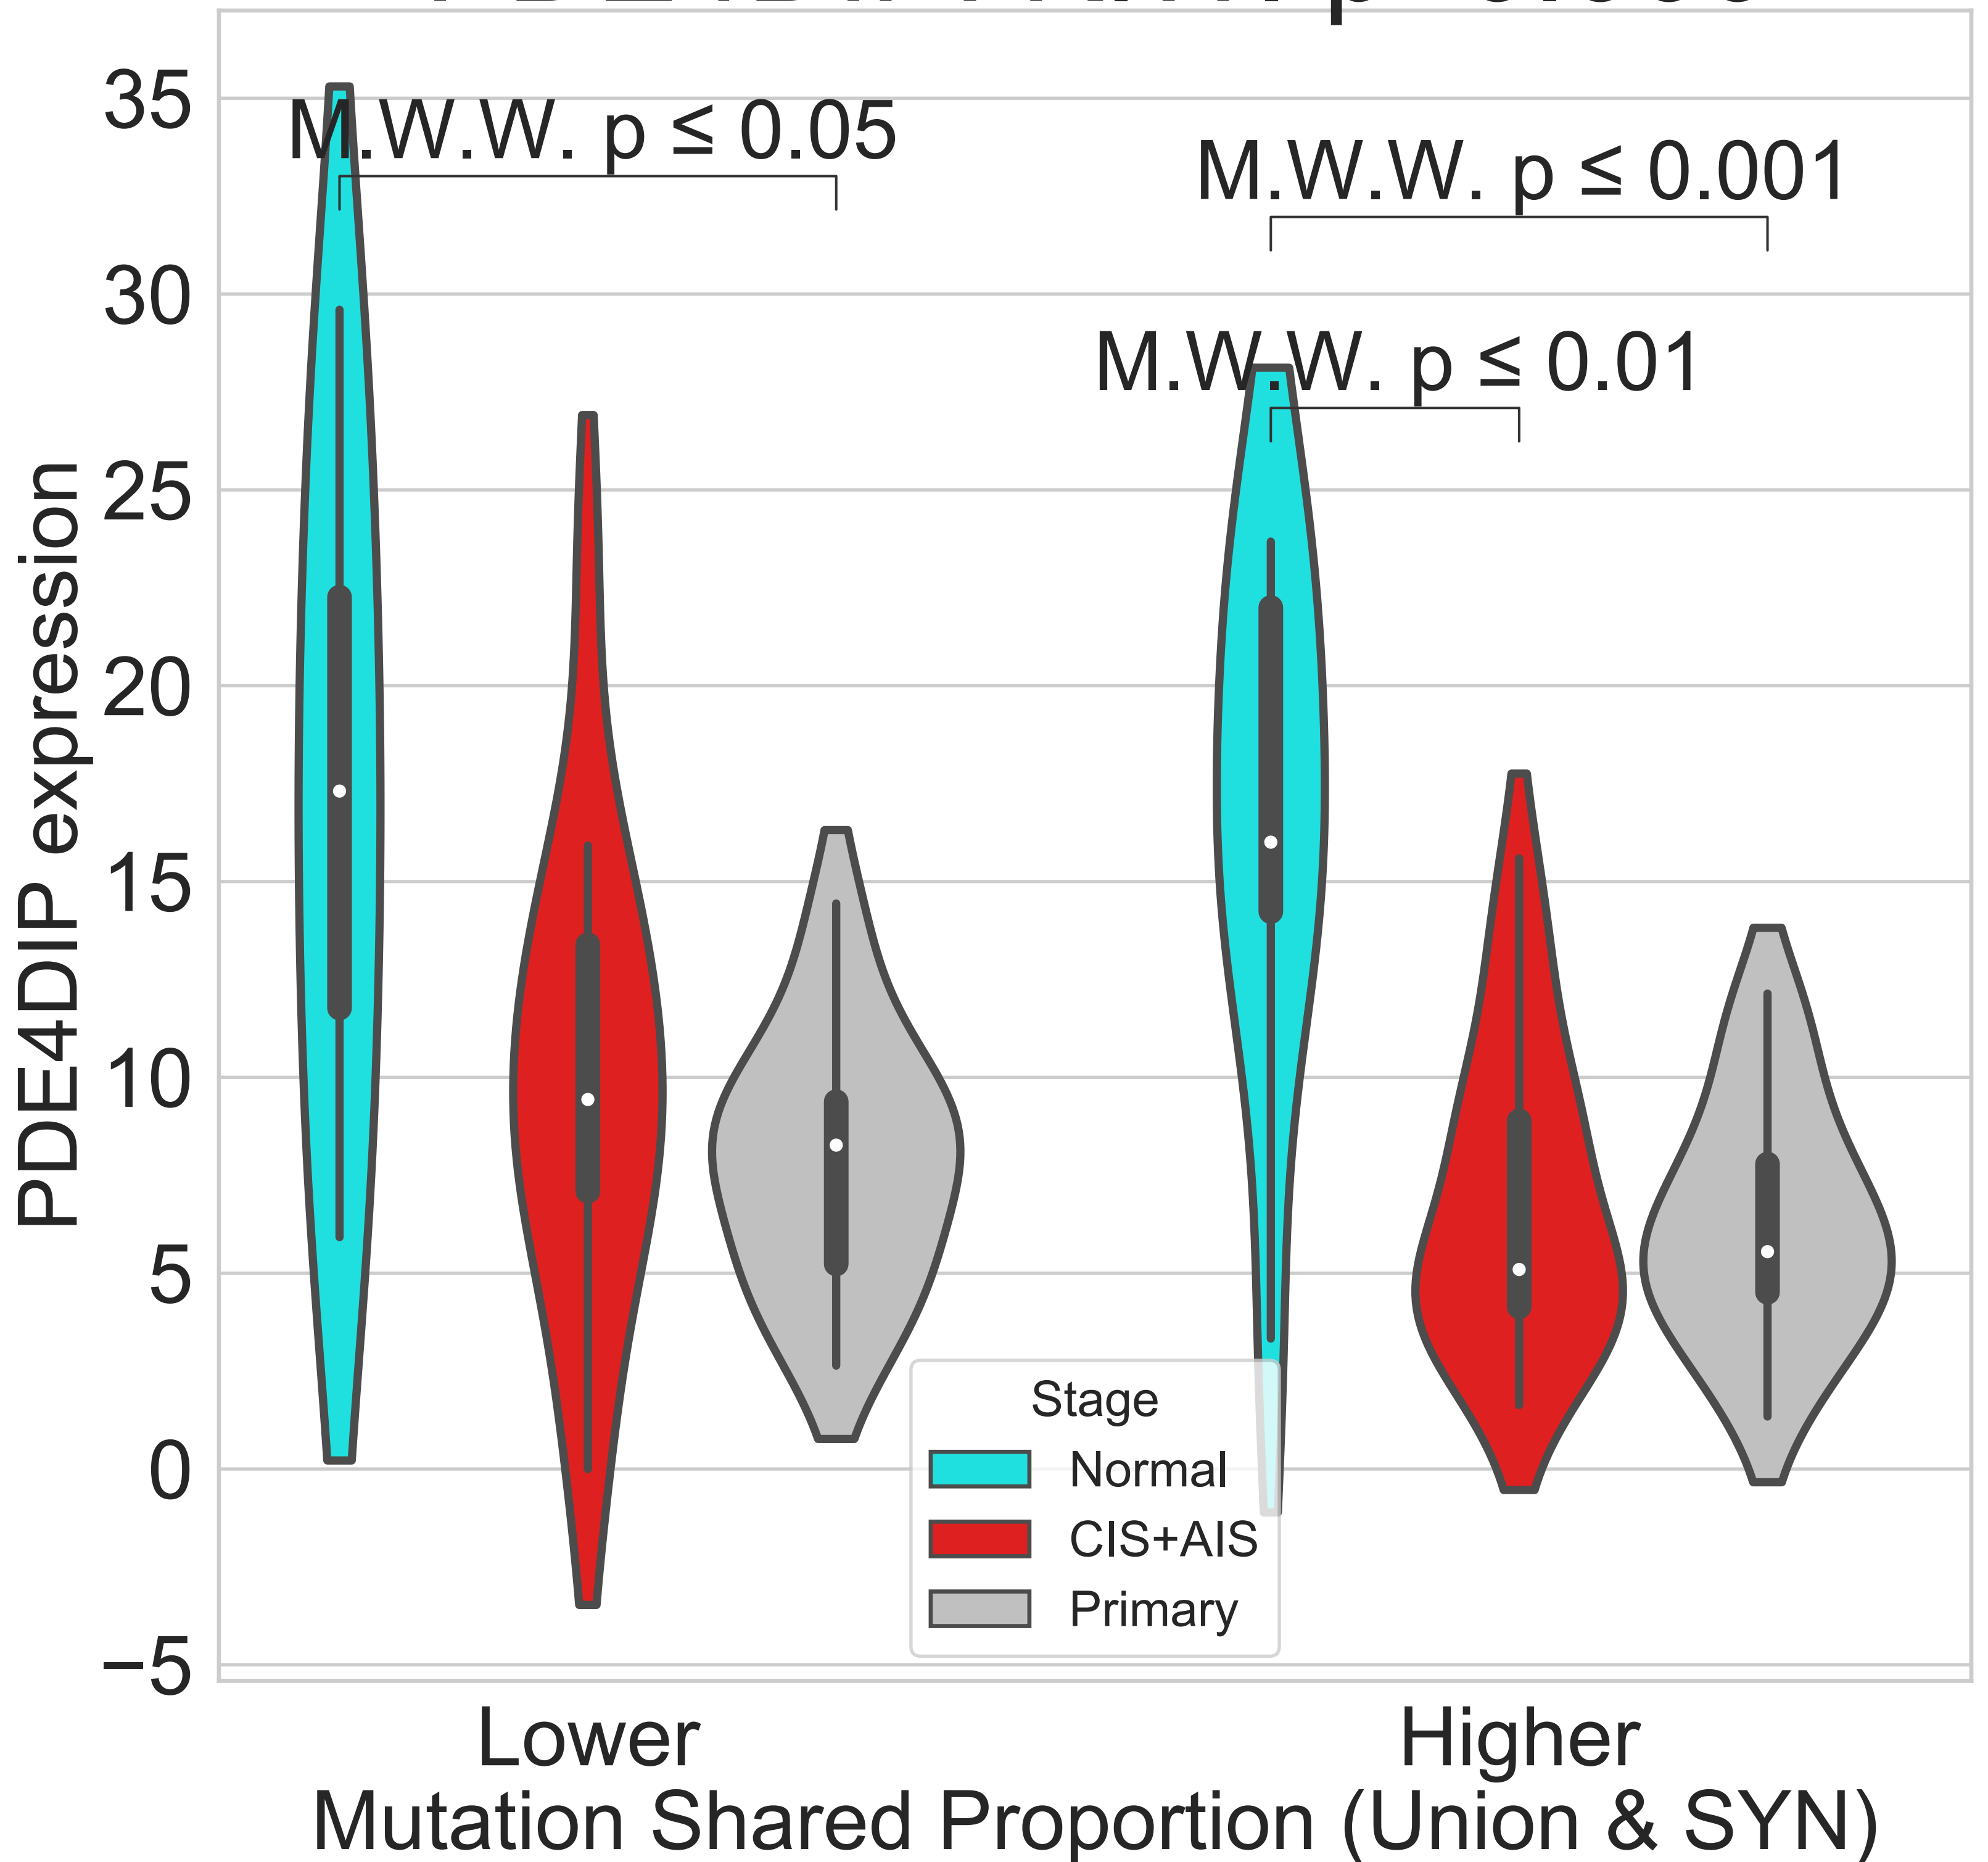 35
30
25
20
15
10
5
0
−5
PDE4DIP expression
M.W.W. p ≤ 0.05
M.W.W. p ≤ 0.001
M.W.W. p ≤ 0.01
Stage
Normal
CIS+AIS
Primary
Lower
Higher
Mutation Shared Proportion (Union & SYN)